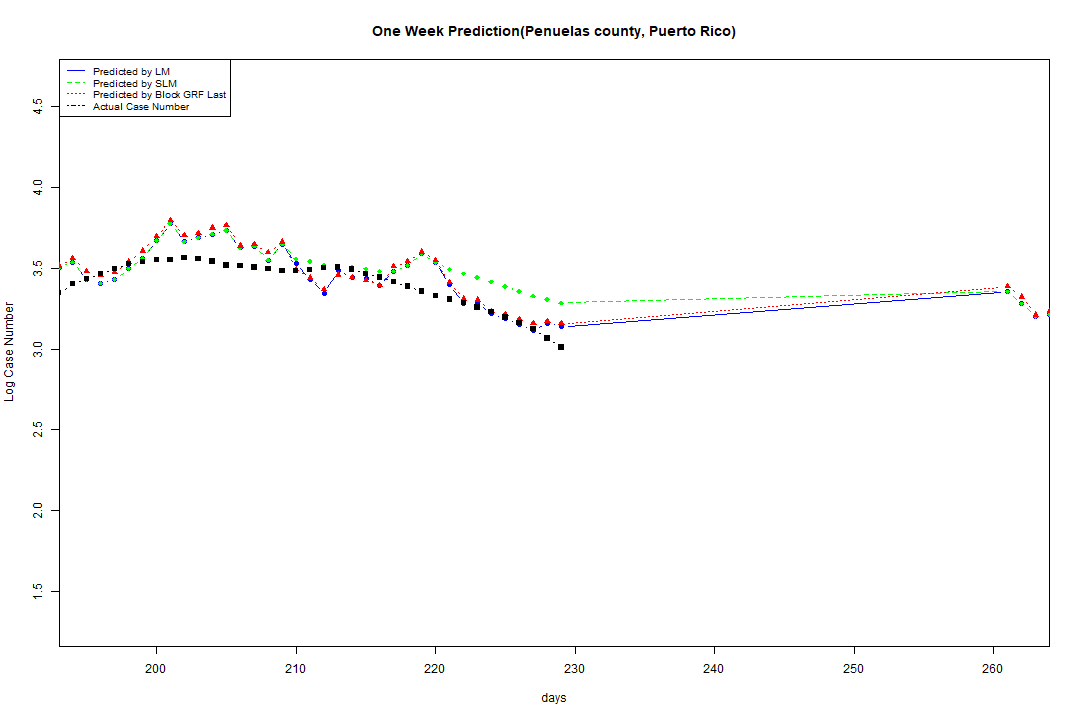 One Week Prediction(Penuelas county, Puerto Rico)
Predicted by LM
Predicted by SLM
Predicted by Block GRF Last
Actual Case Number
4.5
4.0
3.5
3.0
2.5
2.0
1.5
Log Case Number
200 210 220 230 240 250 260
days